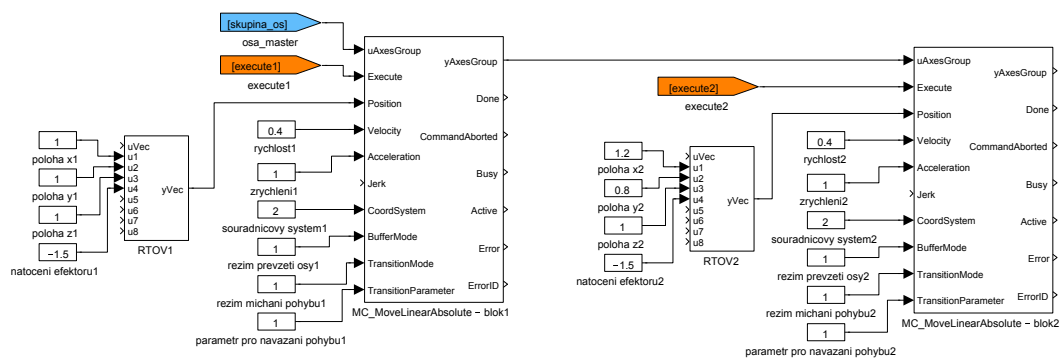 [skupina_os]
osa_master
[execute1]
execute1
1
poloha x1
1
poloha y1
1
poloha z1
−1.5
natoceni efektoru1
uVec
u1
u2
u3
u4
u5
u6
u7
u8
yVec
RTOV1
0.4
rychlost1
1
zrychleni1
2
souradnicovy system1
1
rezim prevzeti osy1
1
rezim michani pohybu1
1
parametr pro navazani pohybu1
uAxesGroup
Execute
Position
Velocity
Acceleration
Jerk
CoordSystem
BufferMode
TransitionMode
TransitionParameter
yAxesGroup
Done
CommandAborted
Busy
Active
Error
ErrorID
MC_MoveLinearAbsolute − blok1
[execute2]
execute2
1.2
poloha x2
0.8
poloha y2
1
poloha z2
−1.5
natoceni efektoru2
uVec
u1
u2
u3
u4
u5
u6
u7
u8
yVec
RTOV2
0.4
rychlost2
1
zrychleni2
2
souradnicovy system2
1
rezim prevzeti osy2
1
rezim michani pohybu2
1
parametr pro navazani pohybu2
uAxesGroup
Execute
Position
Velocity
Acceleration
Jerk
CoordSystem
BufferMode
TransitionMode
TransitionParameter
yAxesGroup
Done
CommandAborted
Busy
Active
Error
ErrorID
MC_MoveLinearAbsolute − blok2